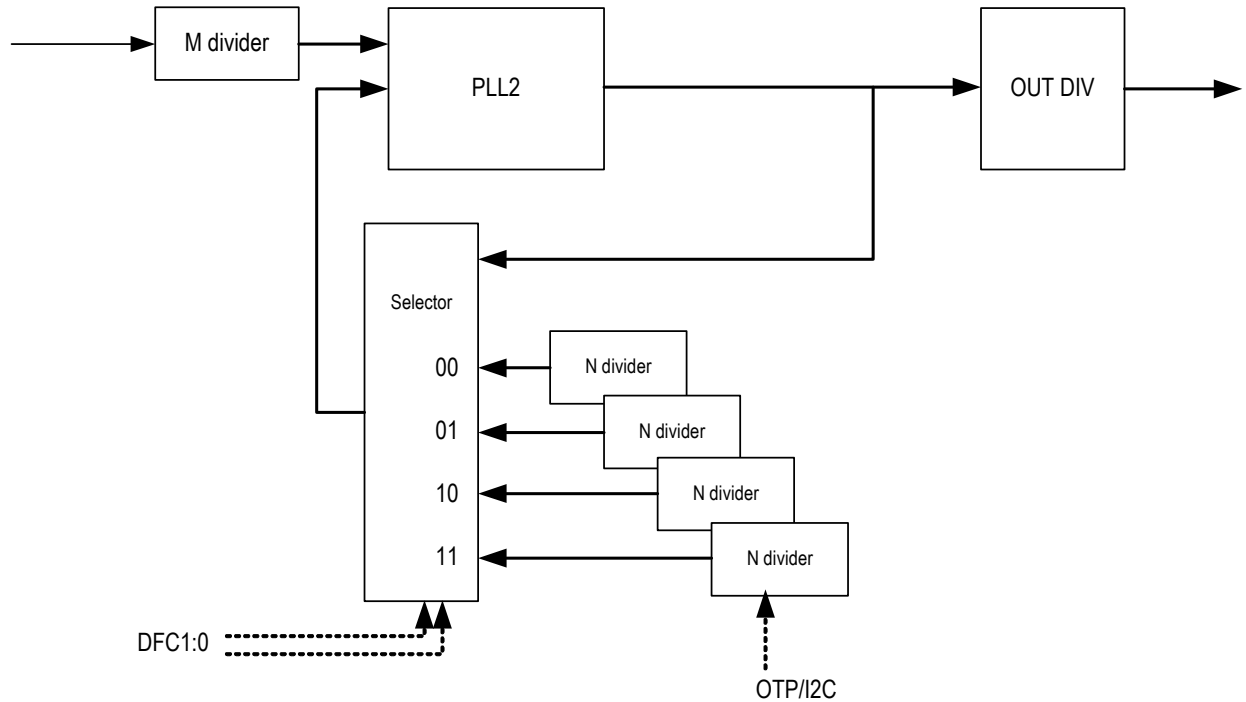 M divider
PLL2
OUT DIV
Selector
00
N divider
01
N divider
10
N divider
11
N divider
DFC1:0
OTP/I2C